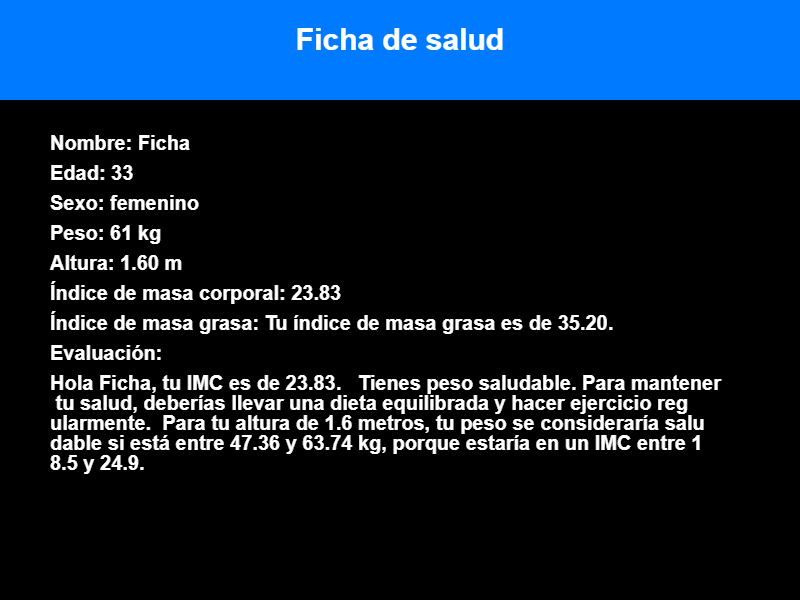 Ficha de salud
Nombre: Ficha
Edad: 33
Sexo: femenino
Peso: 61 kg
Altura: 1.60 m
Índice de masa corporal: 23.83
Índice de masa grasa: Tu índice de masa grasa es de 35.20.
Evaluación:
Hola Ficha, tu IMC es de 23.83.   Tienes peso saludable. Para mantener
 tu salud, deberías llevar una dieta equilibrada y hacer ejercicio reg
ularmente.  Para tu altura de 1.6 metros, tu peso se consideraría salu
dable si está entre 47.36 y 63.74 kg, porque estaría en un IMC entre 1
8.5 y 24.9.